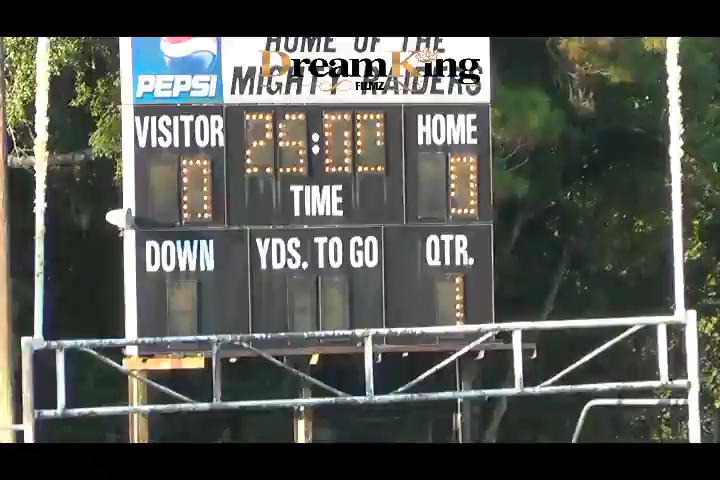 HOME OF THE
MIGHTY RAIDERS
DreamKing
FILMZ
PEPSI
VISITOR
25:00
HOME
0
0
TIME
DOWN
YDS. TO GO
QTR.
1